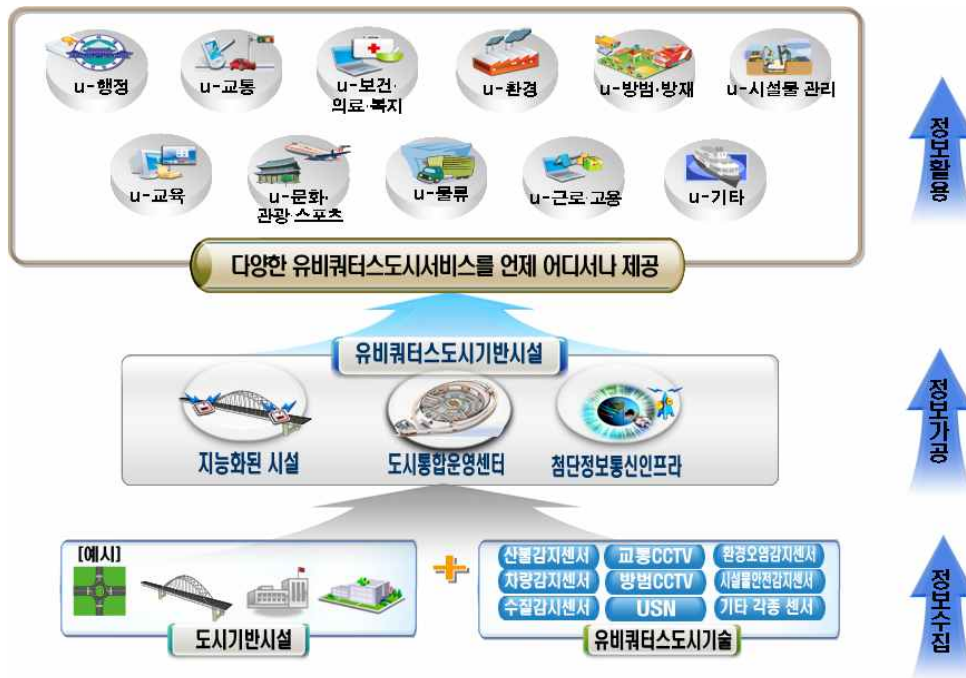 u-행정
u-교통
u-보건·
의료·복지
u-환경
u-방범·방재
u-시설물 관리
u-교육
u-문화·
관광·스포츠
u-물류
u-근로·고용
u-기타
다양한 유비쿼터스도시서비스를 언제 어디서나 제공
정보활용
유비쿼터스도시기반시설
지능화된 시설
도시통합운영센터
첨단정보통신인프라
정보가공
[예시]
도시기반시설
산불감지센서
교통CCTV
환경오염감지센서
차량감지센서
방범CCTV
시설물안전감지센서
수질감지센서
USN
기타 각종 센서
유비쿼터스도시기술
정보수집